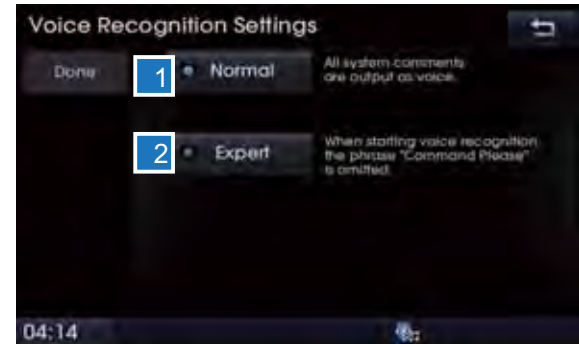 Voice Recognition Settings
Done
1
Normal
All system comments
are output as voice.
2
Expert
When starting voice recognition
the phrase "Command Please"
is omitted.
04:14